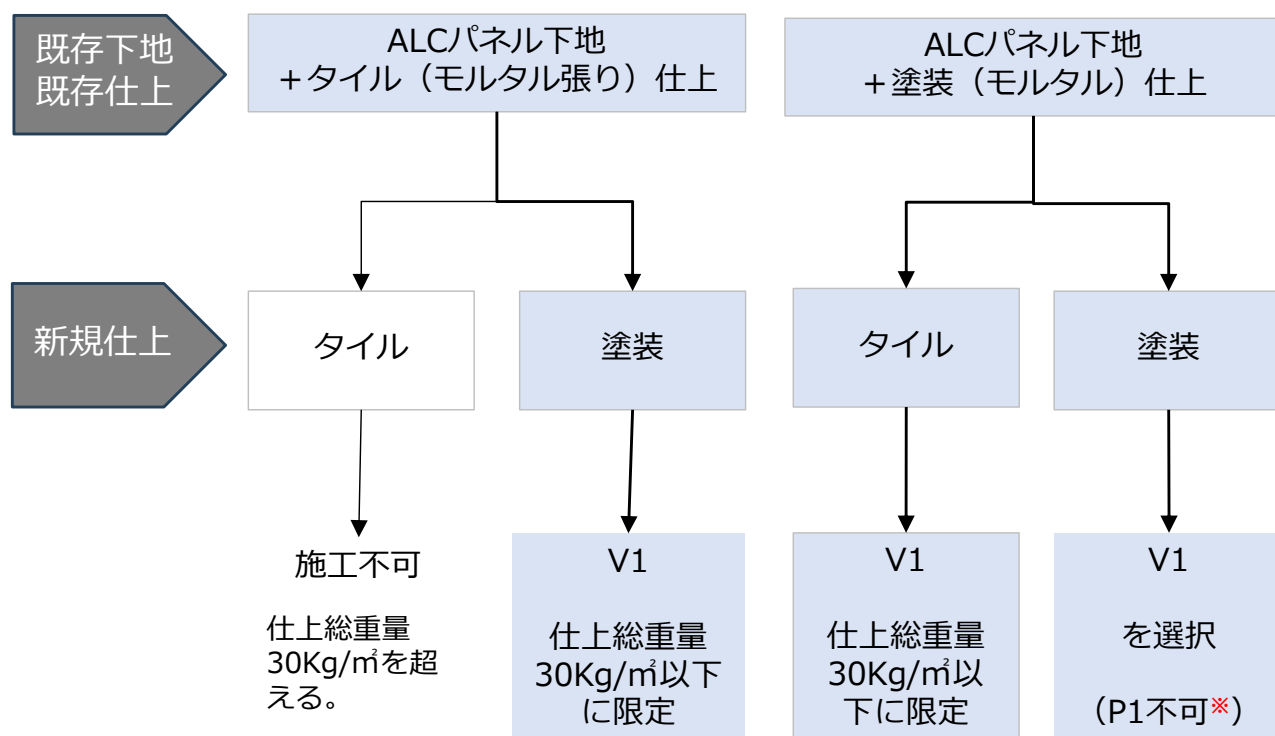 既存下地
既存仕上
ALCパネル下地
＋タイル（モルタル張り）仕上
ALCパネル下地
＋塗装（モルタル）仕上
新規仕上
タイル
塗装
タイル
塗装
施工不可
仕上総重量
30Kg/㎡を超
える。
V1
仕上総重量
30Kg/㎡以下
に限定
V1
仕上総重量
30Kg/㎡以
下に限定
V1
を選択
（P1不可※）